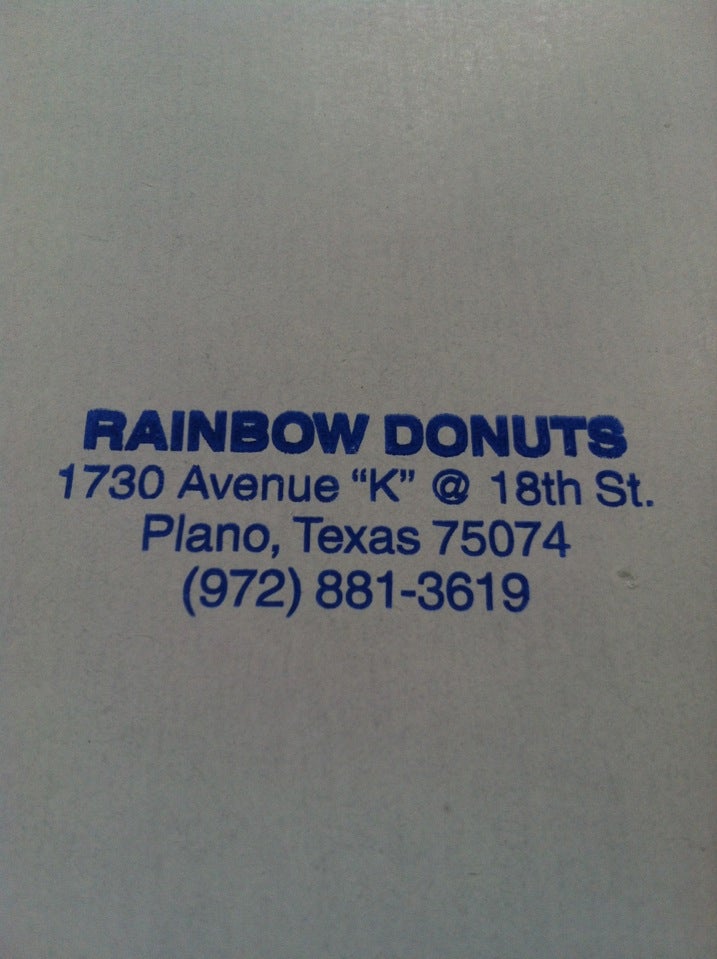 RAINBOW DONUTS
1730 Avenue “K” @ 18th St.
Plano, Texas 75074
(972) 881-3619